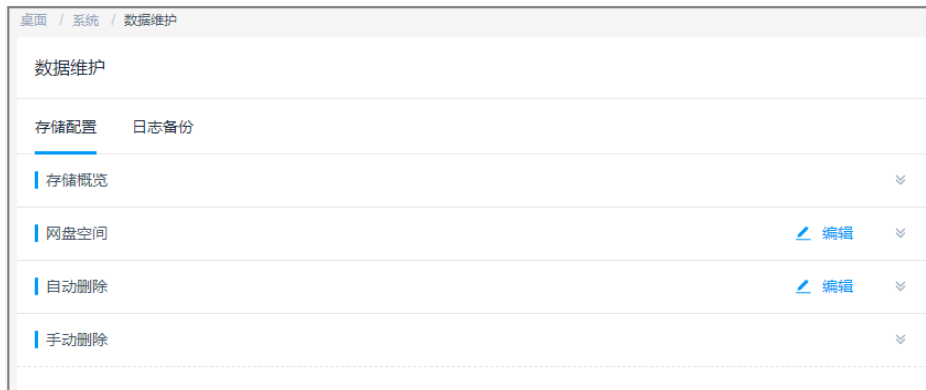 桌面 / 系统 / 数据维护
数据维护
存储配置 日志备份
存储概览
网盘空间 编辑
自动删除 编辑
手动删除